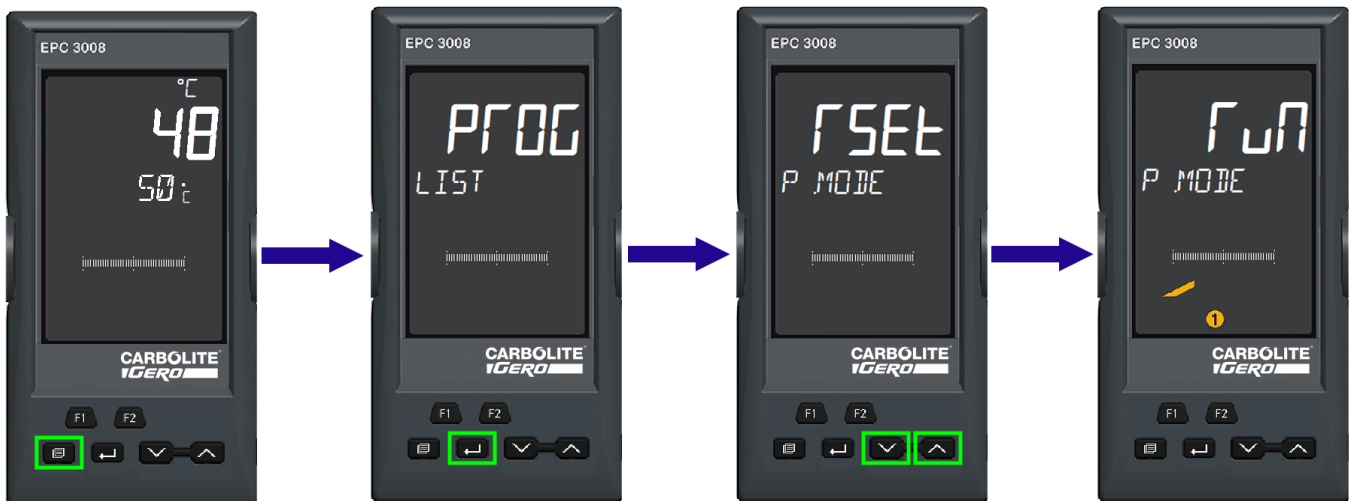 EPC 3008
°C
48
50°C
CARBOLITE
GERO
F1 F2
EPC 3008
PrOG
LIST
CARBOLITE
GERO
F1 F2
EPC 3008
rSEt
P.MODE
CARBOLITE
GERO
F1 F2
EPC 3008
run
P.MODE
1
CARBOLITE
GERO
F1 F2